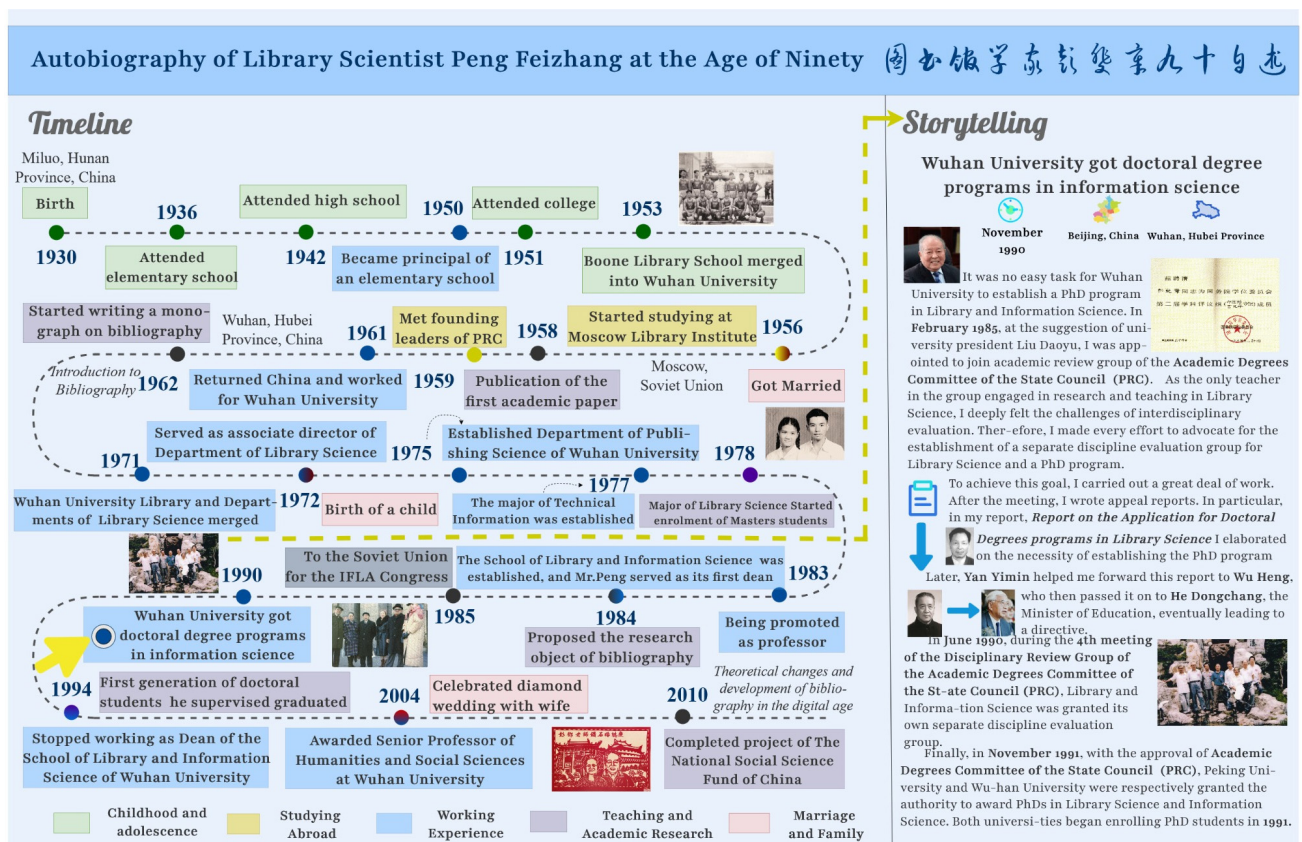 Autobiography of Library Scientist Peng Feizhang at the Age of Ninety
图书馆学家彭斐章九十自述
Timeline
Miluo, Hunan
Province, China
Birth
1930
1936
Attended
elementary school
Attended high school
1942
1950
Became principal of
an elementary school
Attended college
1951
1953
Boone Library School merged
into Wuhan University
Started writing a mono-
graph on bibliography
Introduction to
Bibliography
1962
Wuhan, Hubei
Province, China
1961
Returned China and worked
for Wuhan University
Met founding
leaders of PRC
1959
1958
Publication of the
first academic paper
Started studying at
Moscow Library Institute
Moscow,
Soviet Union
1956
Got Married
1971
Wuhan University Library and Depart-
ments of Library Science merged
Served as associate director of
Department of Library Science
1972
Birth of a child
1975
Established Department of Publi-
shing Science of Wuhan University
The major of Technical
Information was established
1977
1978
Major of Library Science Started
enrolment of Masters students
1990
Wuhan University got
doctoral degree programs
in information science
To the Soviet Union
for the IFLA Congress
1985
The School of Library and Information Science was
established, and Mr.Peng served as its first dean
1984
Proposed the research
object of bibliography
1983
Being promoted
as professor
1994
Stopped working as Dean of the
School of Library and Information
Science of Wuhan University
First generation of doctoral
students he supervised graduated
2004
Awarded Senior Professor of
Humanities and Social Sciences
at Wuhan University
Celebrated diamond
wedding with wife
2010
Theoretical changes and
development of biblio-
graphy in the digital age
Completed project of The
National Social Science
Fund of China
Childhood and
adolescence
Studying
Abroad
Working
Experience
Teaching and
Academic Research
Marriage
and Family
Storytelling
Wuhan University got doctoral degree
programs in information science
November
1990
Beijing, China
Wuhan, Hubei Province
It was no easy task for Wuhan
University to establish a PhD program
in Library and Information Science. In
February 1985, at the suggestion of uni-
versity president Liu Daoyu, I was app-
ointed to join academic review group of the Academic Degrees
Committee of the State Council (PRC). As the only teacher
in the group engaged in research and teaching in Library
Science, I deeply felt the challenges of interdisciplinary
evaluation. Ther-efore, I made every effort to advocate for the
establishment of a separate discipline evaluation group for
Library Science and a PhD program.
To achieve this goal, I carried out a great deal of work.
After the meeting, I wrote appeal reports. In particular,
in my report, Report on the Application for Doctoral
Degrees programs in Library Science I elaborated
on the necessity of establishing the PhD program
Later, Yan Yimin helped me forward this report to Wu Heng,
who then passed it on to He Dongchang, the
Minister of Education, eventually leading to
a directive.
In June 1990, during the 4th meeting
of the Disciplinary Review Group of
the Academic Degrees Committee of
the St-ate Council (PRC), Library and
Informa-tion Science was granted its
own separate discipline evaluation
group.
Finally, in November 1991, with the approval of Academic
Degrees Committee of the State Council (PRC), Peking Uni-
versity and Wu-han University were respectively granted the
authority to award PhDs in Library Science and Information
Science. Both universi-ties began enrolling PhD students in 1991.